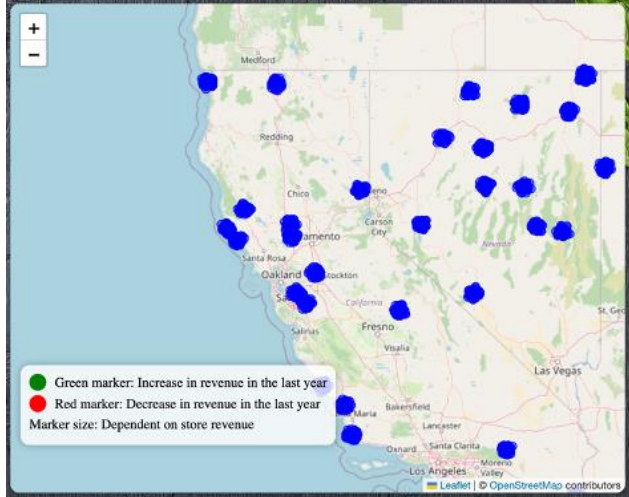 +
−
Medford
Redding
Chico
Reno
Carson
City
Sacramento
Nevada
Santa Rosa
Oakland
Stockton
California
St. Geo
Salinas
Fresno
Visalia
Las Vegas
Green marker: Increase in revenue in the last year
Red marker: Decrease in revenue in the last year
Marker size: Dependent on store revenue
Maria
Bakersfield
Lancaster
Oxnard
Santa Clarita
Los Angeles
Moreno
Valley
Leaflet | © OpenStreetMap contributors